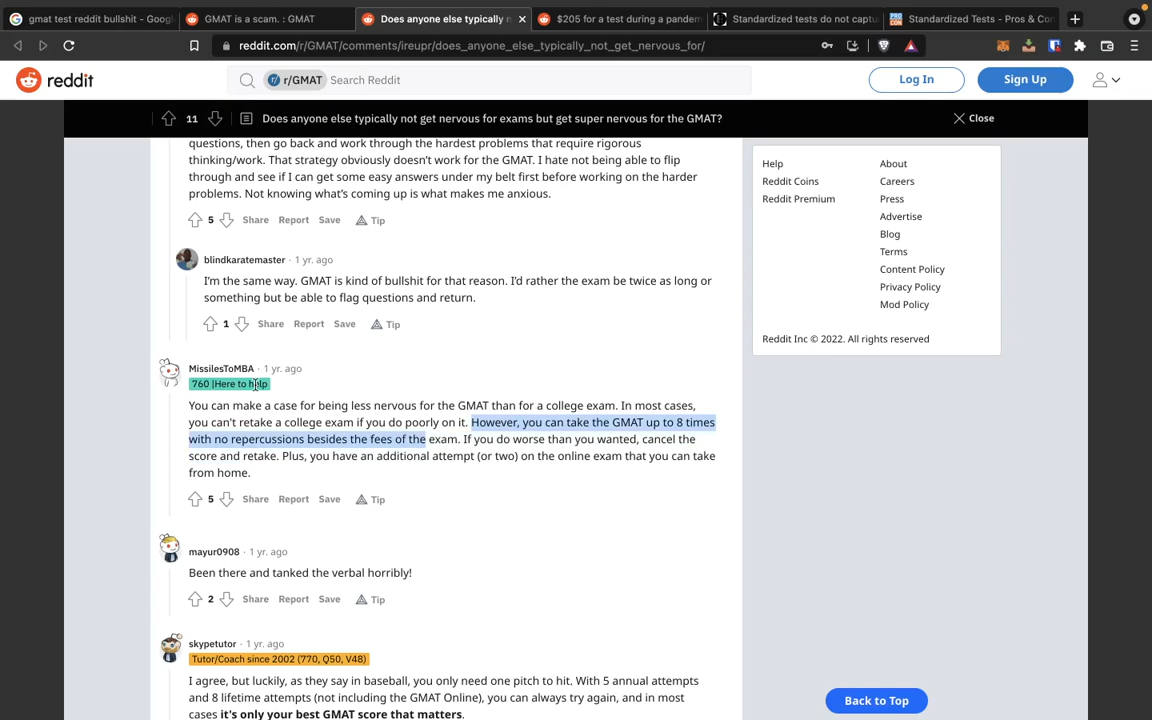 gmat test reddit bullshit - Goog
GMAT is a scam. : GMAT
Does anyone else typically n
$205 for a test during a pandem
Standardized tests do not captu
Standardized Tests - Pros & Con
reddit.com/r/GMAT/comments/ireupr/does_anyone_else_typically_not_get_nervous_for/
reddit
r/GMAT Search Reddit
Log In
Sign Up
11 Does anyone else typically not get nervous for exams but get super nervous for the GMAT?
Close
questions, then go back and work through the hardest problems that require rigorous
thinking/work. That strategy obviously doesn't work for the GMAT. I hate not being able to flip
through and see if I can get some easy answers under my belt first before working on the harder
problems. Not knowing what's coming up is what makes me anxious.
5 Share Report Save Tip
blindkaratemaster · 1 yr. ago
I'm the same way. GMAT is kind of bullshit for that reason. I'd rather the exam be twice as long or
something but be able to flag questions and return.
1 Share Report Save Tip
MissilesToMBA · 1 yr. ago
760 |Here to help
You can make a case for being less nervous for the GMAT than for a college exam. In most cases,
you can't retake a college exam if you do poorly on it. However, you can take the GMAT up to 8 times
with no repercussions besides the fees of the exam. If you do worse than you wanted, cancel the
score and retake. Plus, you have an additional attempt (or two) on the online exam that you can take
from home.
5 Share Report Save Tip
mayur0908 · 1 yr. ago
Been there and tanked the verbal horribly!
2 Share Report Save Tip
skypetutor · 1 yr. ago
Tutor/Coach since 2002 (770, Q50, V48)
I agree, but luckily, as they say in baseball, you only need one pitch to hit. With 5 annual attempts
and 8 lifetime attempts (not including the GMAT Online), you can always try again, and in most
cases it's only your best GMAT score that matters.
Help
Reddit Coins
Reddit Premium
About
Careers
Press
Advertise
Blog
Terms
Content Policy
Privacy Policy
Mod Policy
Reddit Inc © 2022. All rights reserved
Back to Top